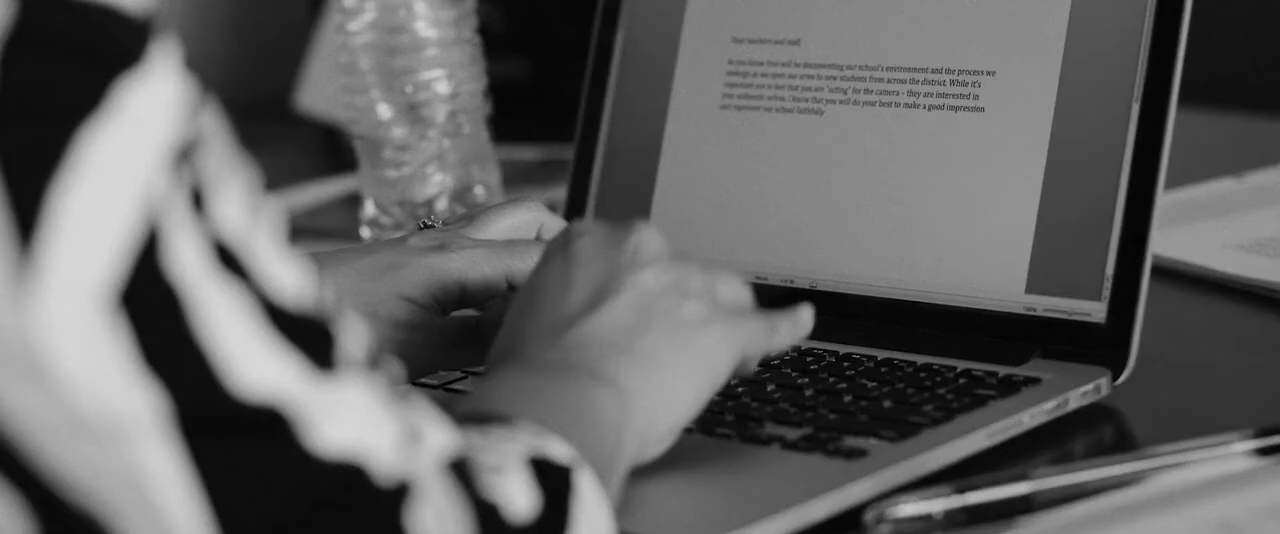 Dear teachers and staff,
As you know they will be documenting our school's environment and the process we
undergo as we open our arms to new students from across the district. While it's
important not to feel that you are "acting" for the camera - they are interested in
your authentic selves, I know that you will do your best to make a good impression
and represent our school faithfully